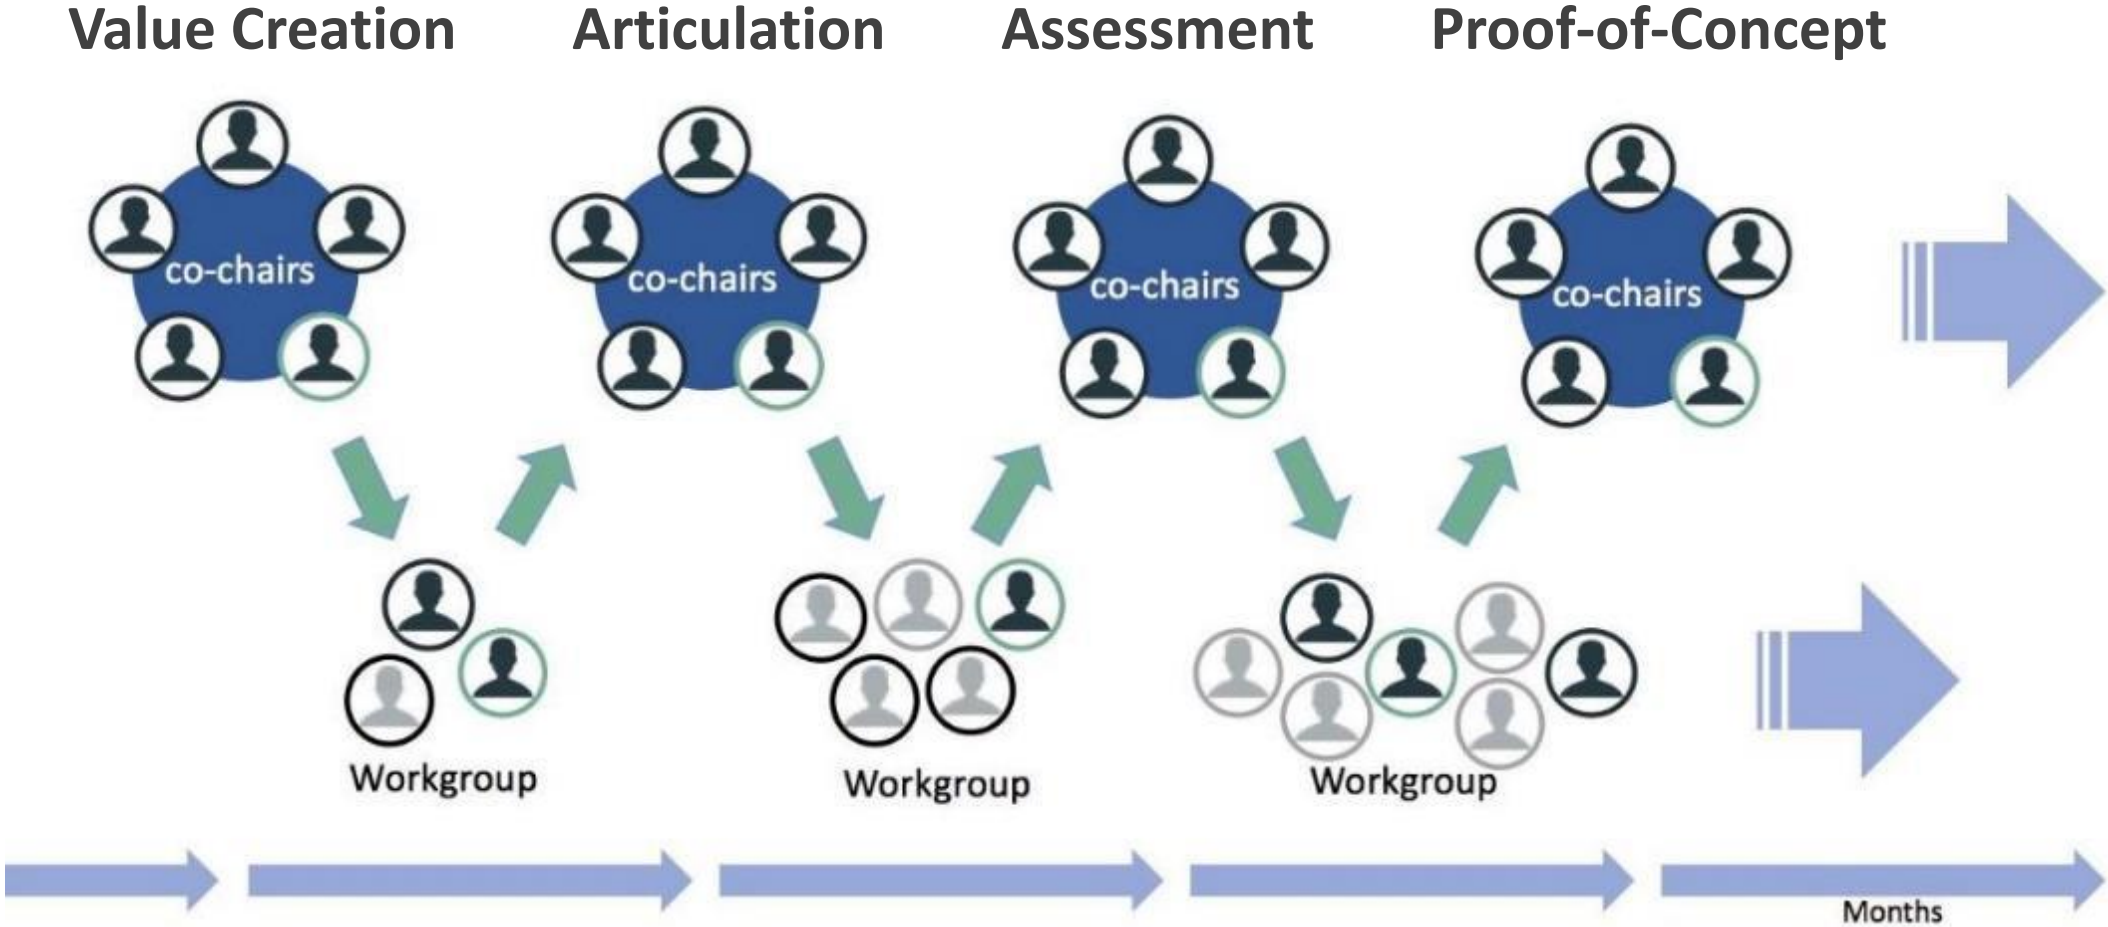 Value Creation
Articulation
Assessment
Proof-of-Concept
co-chairs
co-chairs
co-chairs
co-chairs
Workgroup
Workgroup
Workgroup
Months